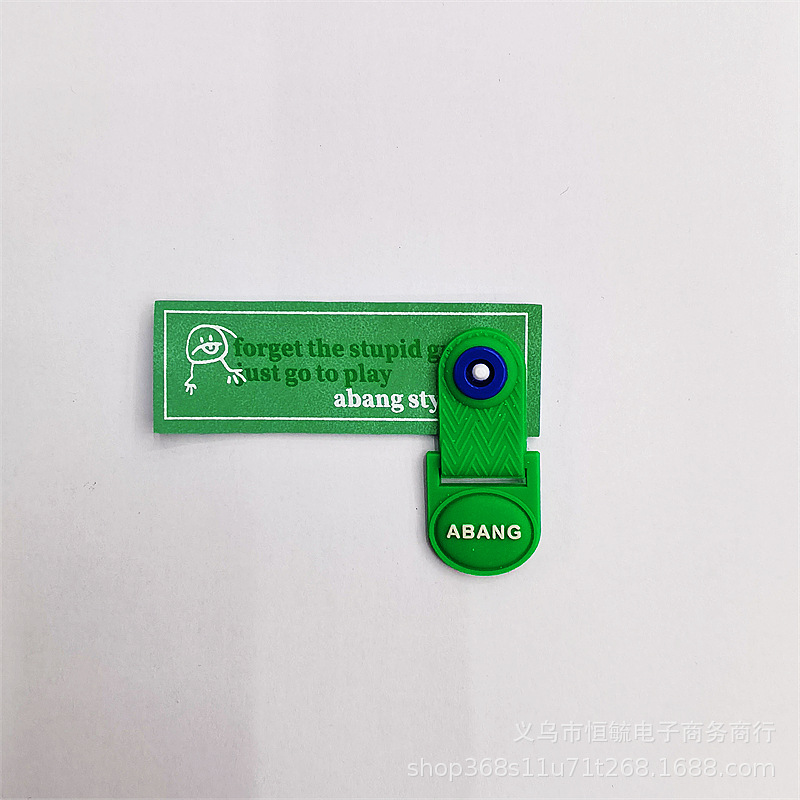 forget the stupid
just go to play
abang
ABANG
义乌市恒毓电子商务商行
shop368s11u71t268.1688.com